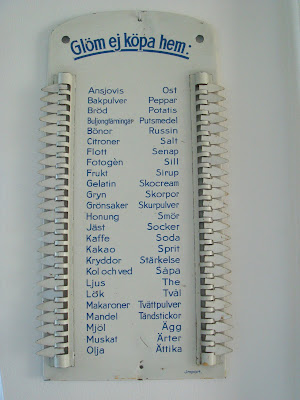 Glöm ej köpa hem:
Ansjovis Ost
Bakpulver Peppar
Bröd Potatis
Buljongtärningar Putsmedel
Bönor Russin
Citroner Salt
Flott Senap
Fotogèn Sill
Frukt Sirup
Gelatin Skocream
Gryn Skorpor
Grönsaker Skurpulver
Honung Smör
Jäst Socker
Kaffe Soda
Kakao Sprit
Kryddor Stärkelse
Kol och ved Såpa
Ljus The
Lök Tvål
Makaroner Tvättpulver
Mandel Tändstickor
Mjöl Ägg
Muskat Ärter
Olja Ättika